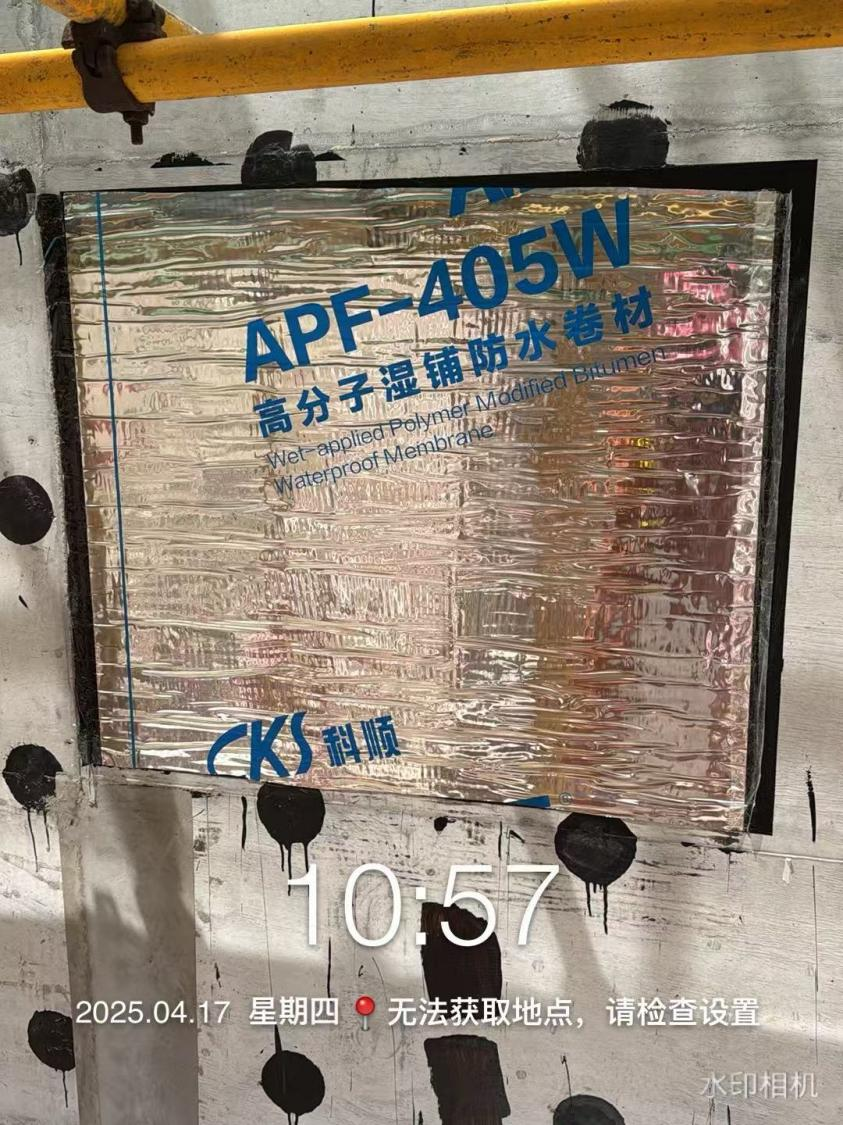 APF-405W
高分子湿铺防水卷材
Wet-applied Polymer Modified Bitumen
Waterproof Membrane
CKS 科顺
®
10:57
2025.04.17 星期四 📍 无法获取地点，请检查设置
水印相机